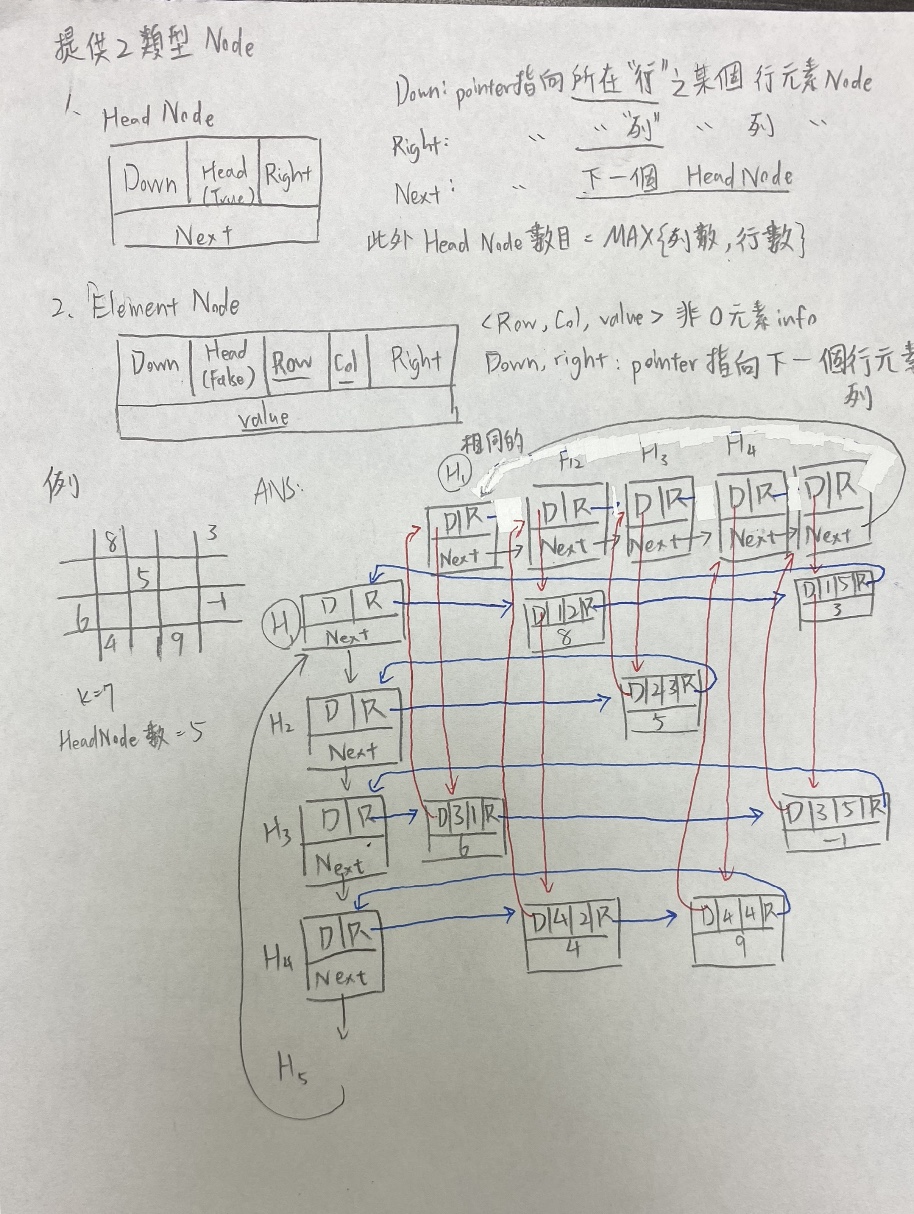 提供2類型 Node
1、 Head Node
Down Head (True) Right
Next
Down: pointer指向 所在"行"之某個 行元素Node
Right: 〃 〃"列" 〃 列 〃
Next: 〃 下一個 HeadNode
此外 Head Node 數目 = MAX{列數, 行數}
2、Element Node
Down Head (False) Row Col Right
value
<Row, Col, value> 非0元素info
Down, right: pointer 指向下一個行元素
列
例
8 3
5
6 -1
4 9
k=7
HeadNode 數 = 5
ANS:
相同的
H1 H2 H3 H4
D R D R D R D R D R
Next Next Next Next Next
H1 D R
Next
D 1 2 R
8
D 1 5 R
3
H2 D R
Next
D 2 3 R
5
H3 D R
Next
D 3 1 R
6
D 3 5 R
-1
H4 D R
Next
D 4 2 R
4
D 4 4 R
9
H5